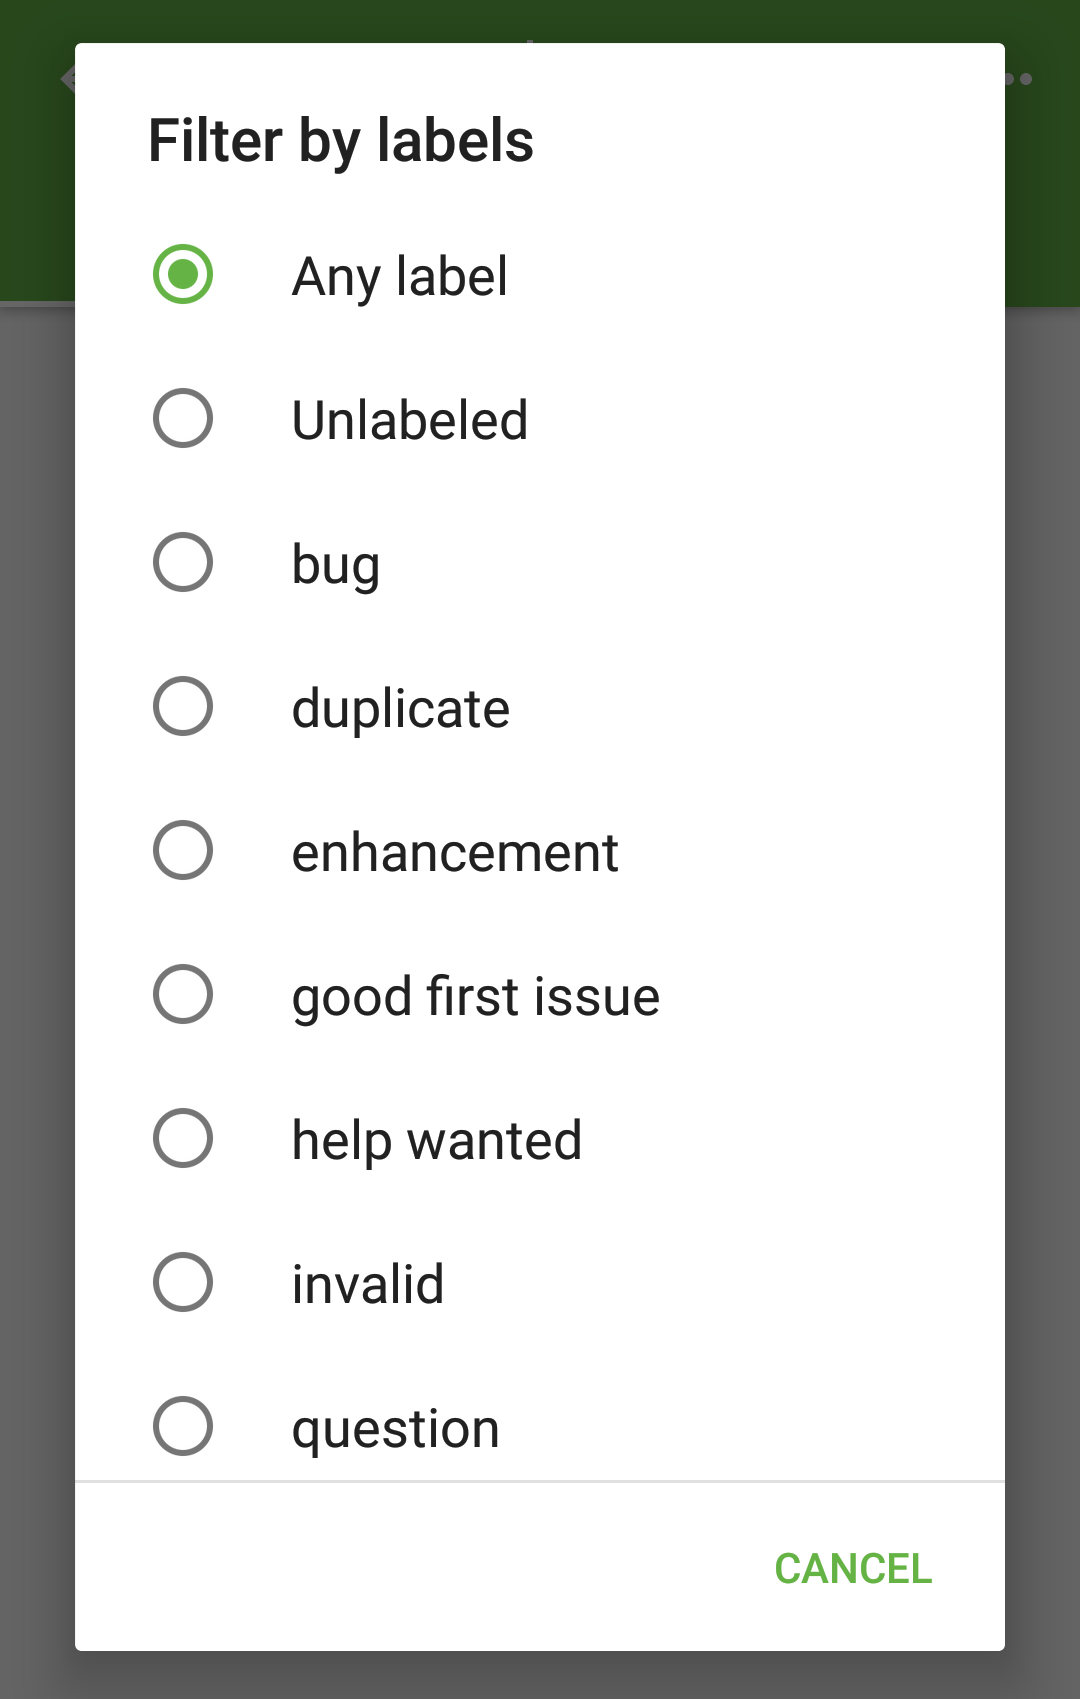 Filter by labels
Any label
Unlabeled
bug
duplicate
enhancement
good first issue
help wanted
invalid
question
CANCEL